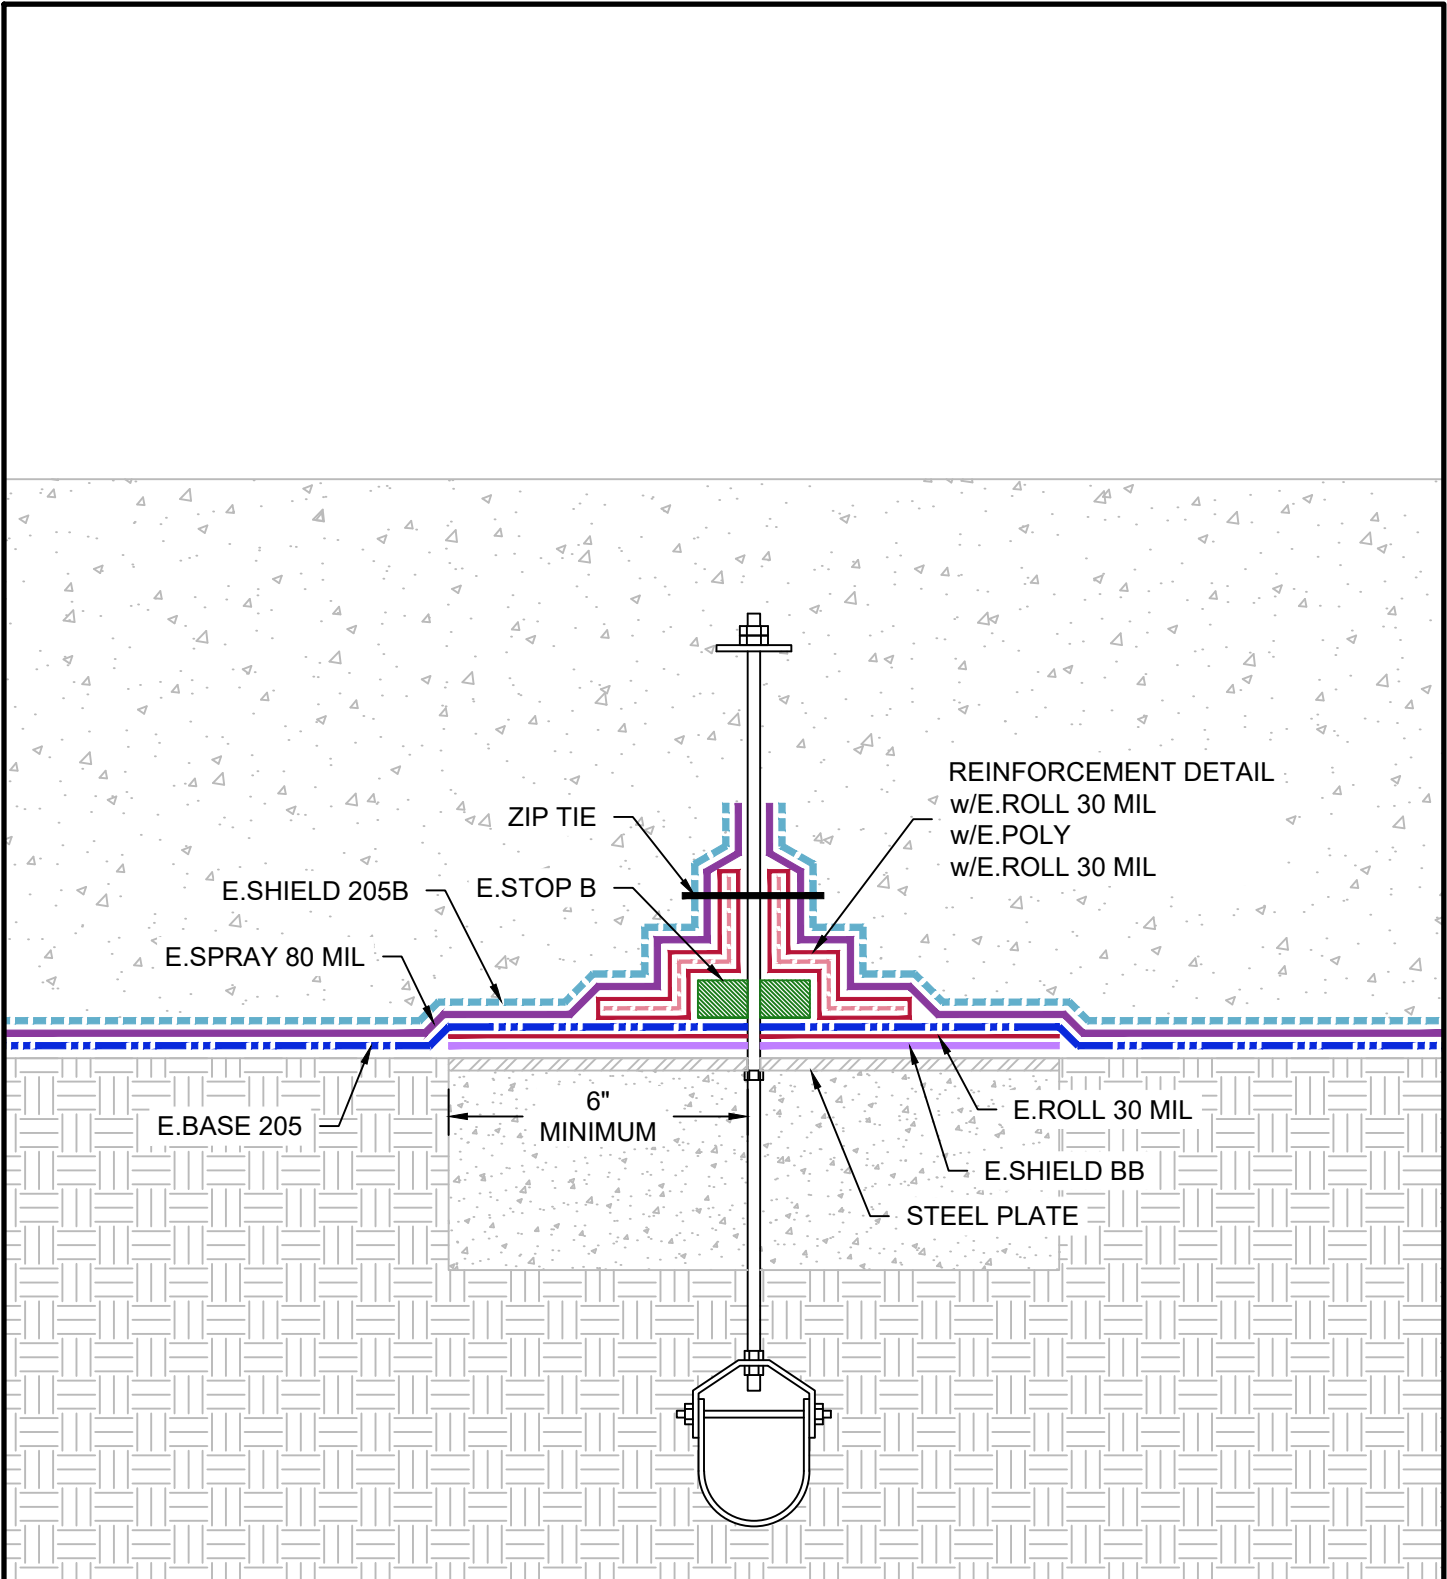 REINFORCEMENT DETAIL
w/E.ROLL 30 MIL
w/E.POLY
w/E.ROLL 30 MIL
ZIP TIE
E.STOP B
E.SHIELD 205B
E.SPRAY 80 MIL
E.BASE 205
6"
MINIMUM
E.ROLL 30 MIL
E.SHIELD BB
STEEL PLATE